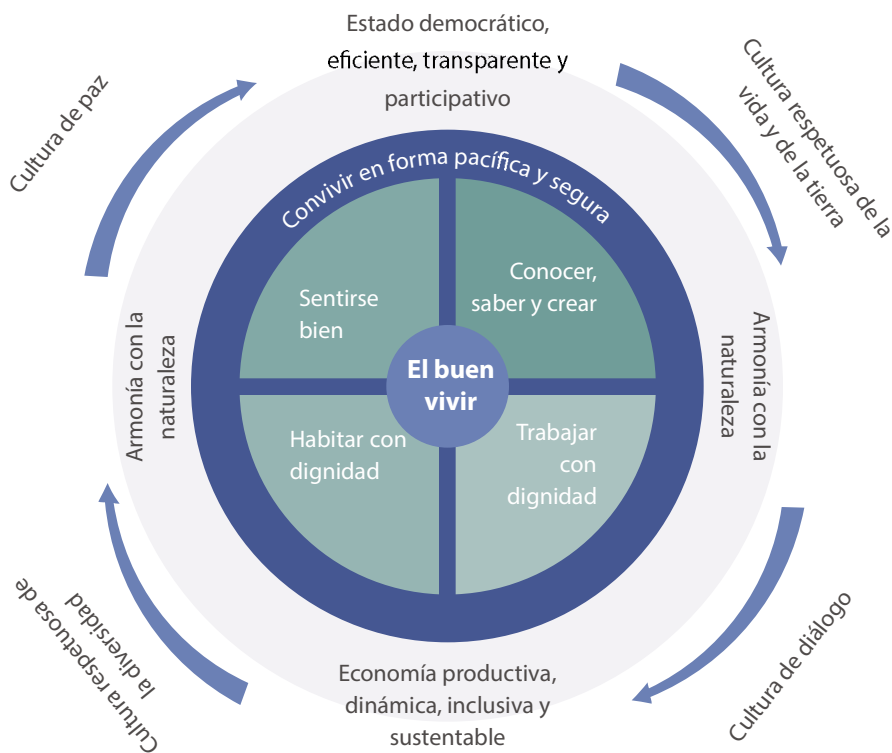 Estado democrático,
eficiente, transparente y
participativo
Cultura de paz
Cultura respetuosa de la
vida y de la tierra
Convivir en forma pacífica y segura
Sentirse
bien
Conocer,
saber y crear
Armonía con la
naturaleza
El buen
vivir
Armonía con la
naturaleza
Habitar con
dignidad
Trabajar
con
dignidad
Cultura respetuosa de
la diversidad
Economía productiva,
dinámica, inclusiva y
sustentable
Cultura de diálogo